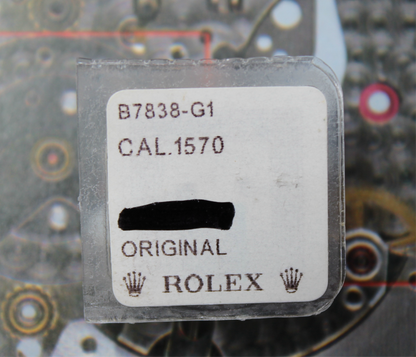 B7838-G1
CAL.1570
ORIGINAL
ROLEX